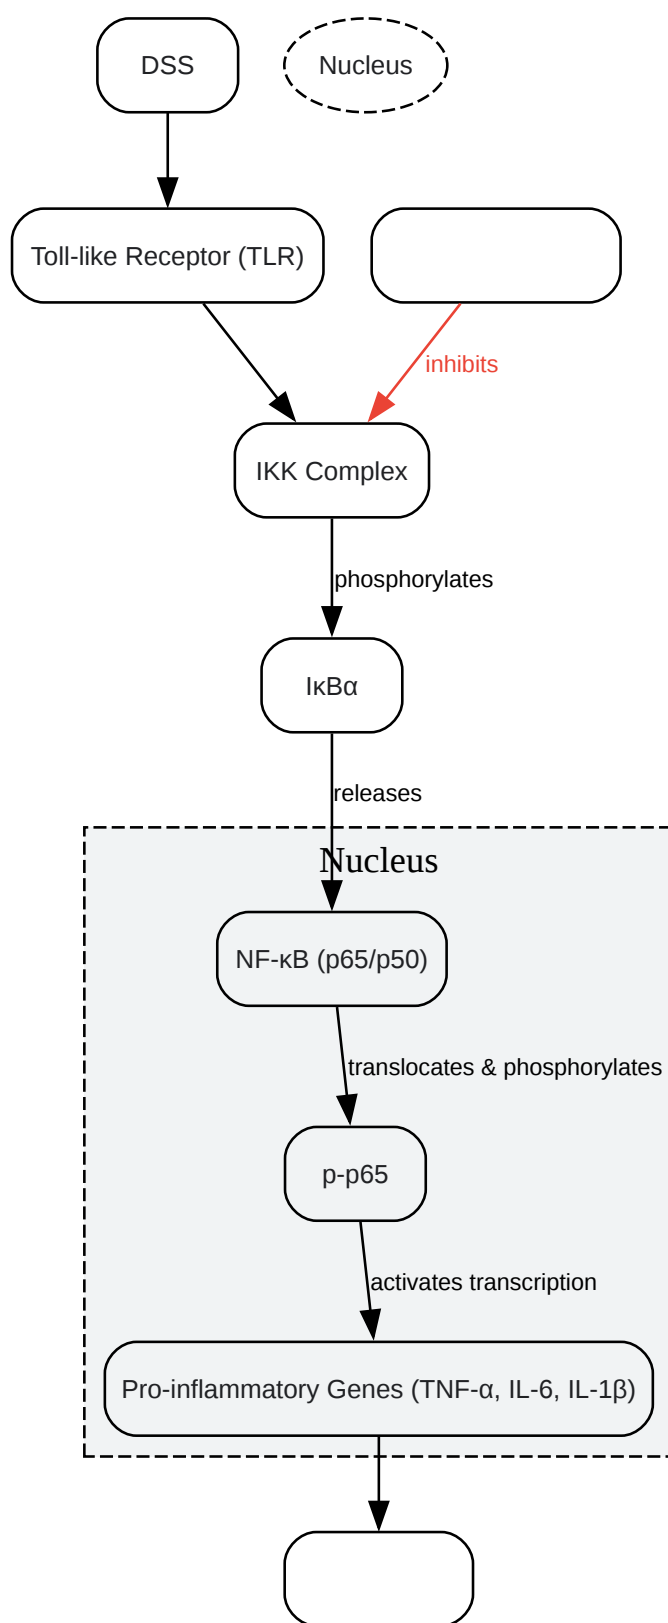 DSS
Nucleus
Toll-like Receptor (TLR)
inhibits
IKK Complex
phosphorylates
IκBα
releases
Nucleus
NF-κB (p65/p50)
translocates & phosphorylates
p-p65
activates transcription
Pro-inflammatory Genes (TNF-α, IL-6, IL-1β)